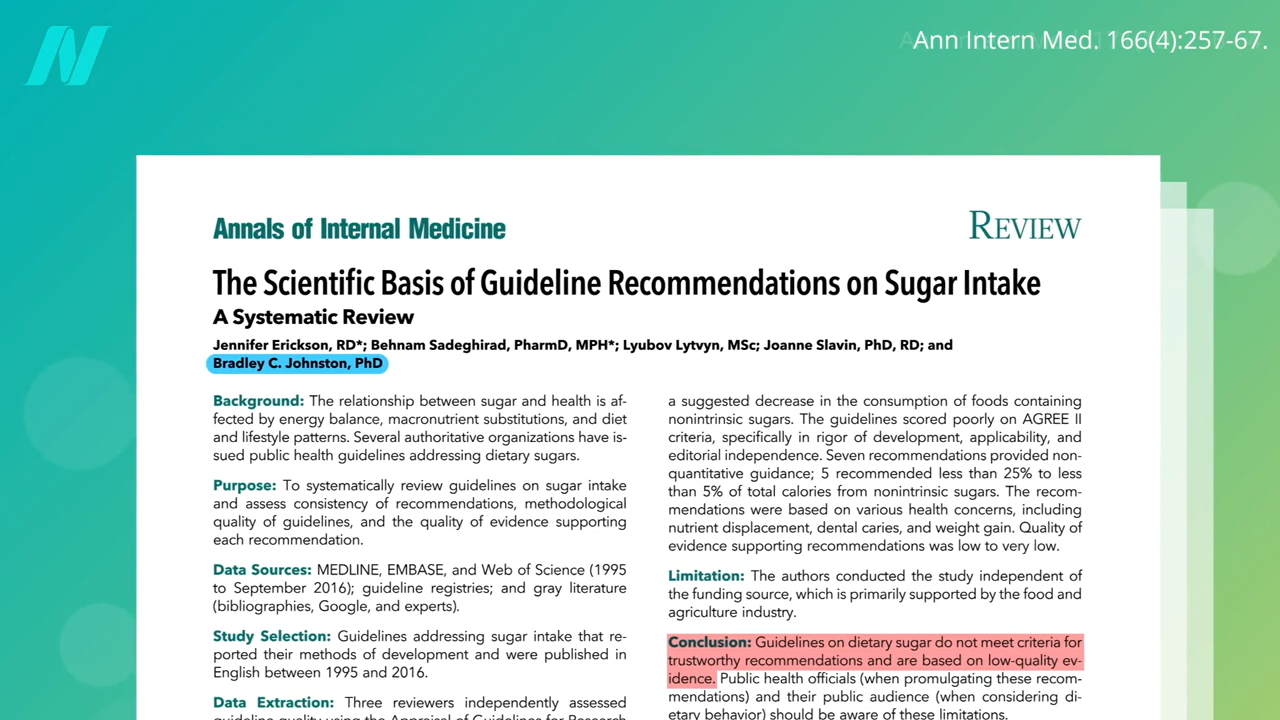 Ann Intern Med. 166(4):257-67.
Annals of Internal Medicine
REVIEW
The Scientific Basis of Guideline Recommendations on Sugar Intake
A Systematic Review
Jennifer Erickson, RD*; Behnam Sadeghirad, PharmD, MPH*; Lyubov Lytvyn, MSc; Joanne Slavin, PhD, RD; and
Bradley C. Johnston, PhD
Background: The relationship between sugar and health is af-
fected by energy balance, macronutrient substitutions, and diet
and lifestyle patterns. Several authoritative organizations have is-
sued public health guidelines addressing dietary sugars.
Purpose: To systematically review guidelines on sugar intake
and assess consistency of recommendations, methodological
quality of guidelines, and the quality of evidence supporting
each recommendation.
Data Sources: MEDLINE, EMBASE, and Web of Science (1995
to September 2016); guideline registries; and gray literature
(bibliographies, Google, and experts).
Study Selection: Guidelines addressing sugar intake that re-
ported their methods of development and were published in
English between 1995 and 2016.
Data Extraction: Three reviewers independently assessed
guideline quality using the Appraisal of Guidelines for Research
a suggested decrease in the consumption of foods containing
nonintrinsic sugars. The guidelines scored poorly on AGREE II
criteria, specifically in rigor of development, applicability, and
editorial independence. Seven recommendations provided non-
quantitative guidance; 5 recommended less than 25% to less
than 5% of total calories from nonintrinsic sugars. The recom-
mendations were based on various health concerns, including
nutrient displacement, dental caries, and weight gain. Quality of
evidence supporting recommendations was low to very low.
Limitation: The authors conducted the study independent of
the funding source, which is primarily supported by the food and
agriculture industry.
Conclusion: Guidelines on dietary sugar do not meet criteria for
trustworthy recommendations and are based on low-quality ev-
idence. Public health officials (when promulgating these recom-
mendations) and their public audience (when considering di-
etary behavior) should be aware of these limitations.